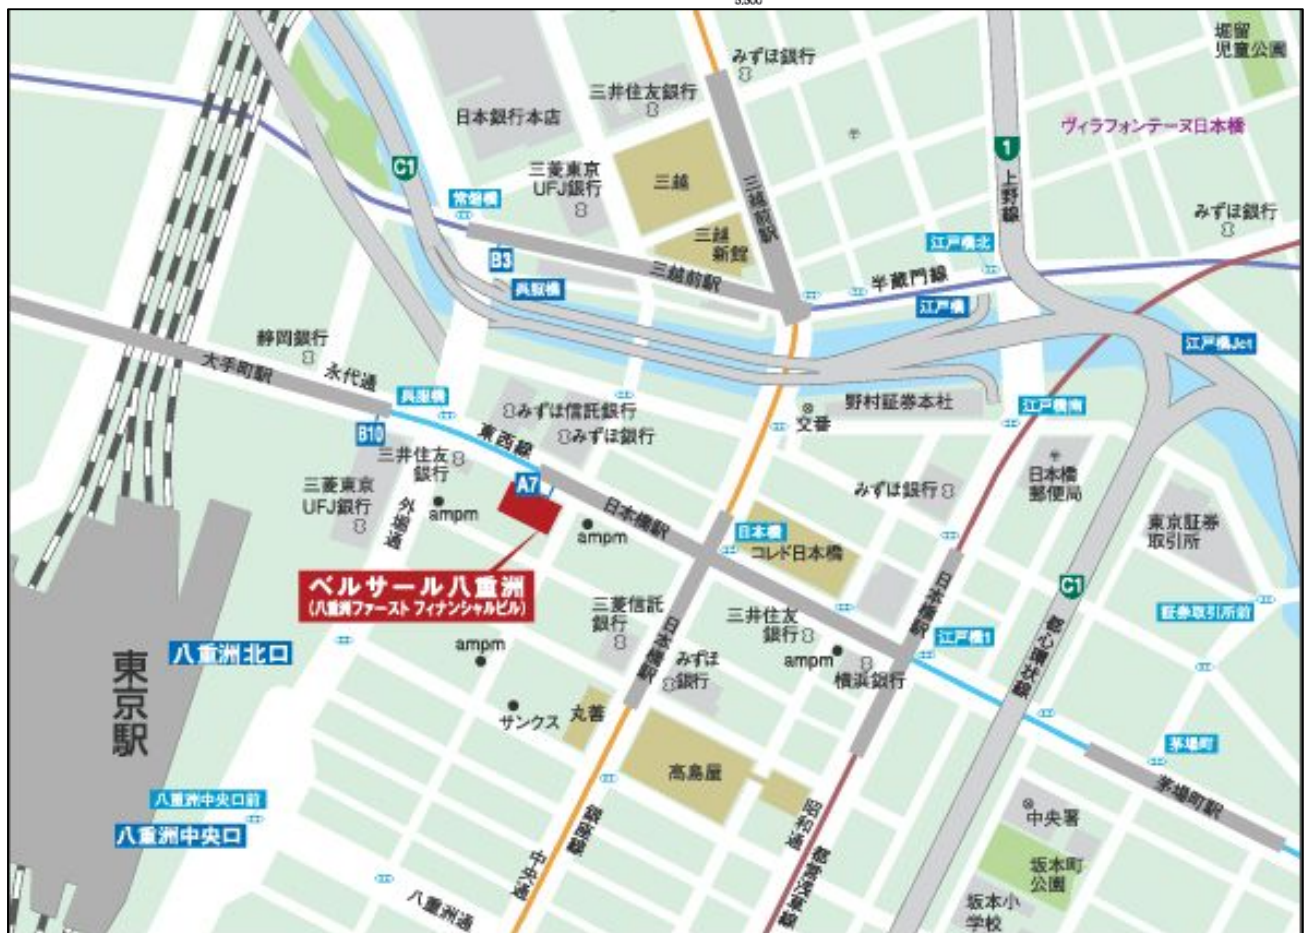 堀留
児童公園
みずほ銀行
三井住友銀行
日本銀行本店
ヴィラフォンテーヌ日本橋
1
上野線
C1
三菱東京
UFJ銀行
三越
三越前駅
常盤橋
みずほ銀行
三越
新館
江戸橋北
B3
三越前駅
半蔵門線
呉服橋
江戸橋
静岡銀行
江戸橋Jct
大手町駅
永代通
呉服橋
みずほ信託銀行
野村証券本社
江戸橋南
交番
B10
東西線
みずほ銀行
三井住友
銀行
日本橋
郵便局
三菱東京
UFJ銀行
A7
みずほ銀行
外堀通
ampm
日本橋駅
ampm
東京証券
取引所
日本橋
コレド日本橋
ベルサール八重洲
(八重洲ファースト フィナンシャルビル)
日本橋駅
C1
三菱信託
銀行
三井住友
銀行
証券取引所前
八重洲北口
ampm
日本橋駅
みずほ
銀行
ampm
横浜銀行
江戸橋1
都心環状線
東京駅
サンクス
丸善
高島屋
茅場町
茅場町駅
八重洲中央口前
八重洲中央口
銀座線
昭和通
中央署
中央通
都営浅草線
坂本町
公園
八重洲通
坂本小
学校